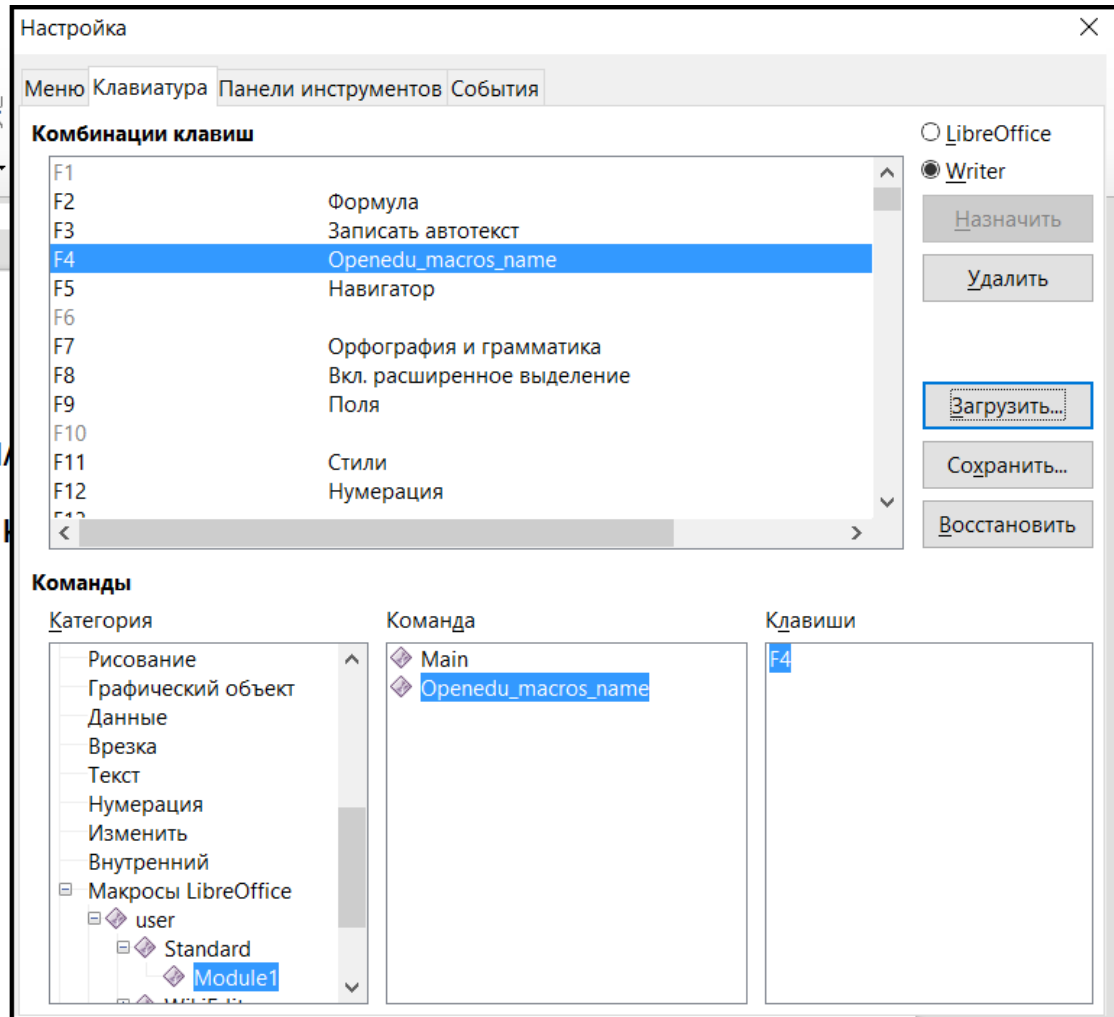 Настройка
Меню Клавиатура Панели инструментов События
Комбинации клавиш
F1
F2 Формула
F3 Записать автотекст
F4 Openedu_macros_name
F5 Навигатор
F6
F7 Орфография и грамматика
F8 Вкл. расширенное выделение
F9 Поля
F10
F11 Стили
F12 Нумерация
LibreOffice
Writer
Назначить
Удалить
Загрузить...
Сохранить...
Восстановить
Команды
Категория
Рисование
Графический объект
Данные
Врезка
Текст
Нумерация
Изменить
Внутренний
Макросы LibreOffice
user
Standard
Module1
Команда
Main
Openedu_macros_name
Клавиши
F4